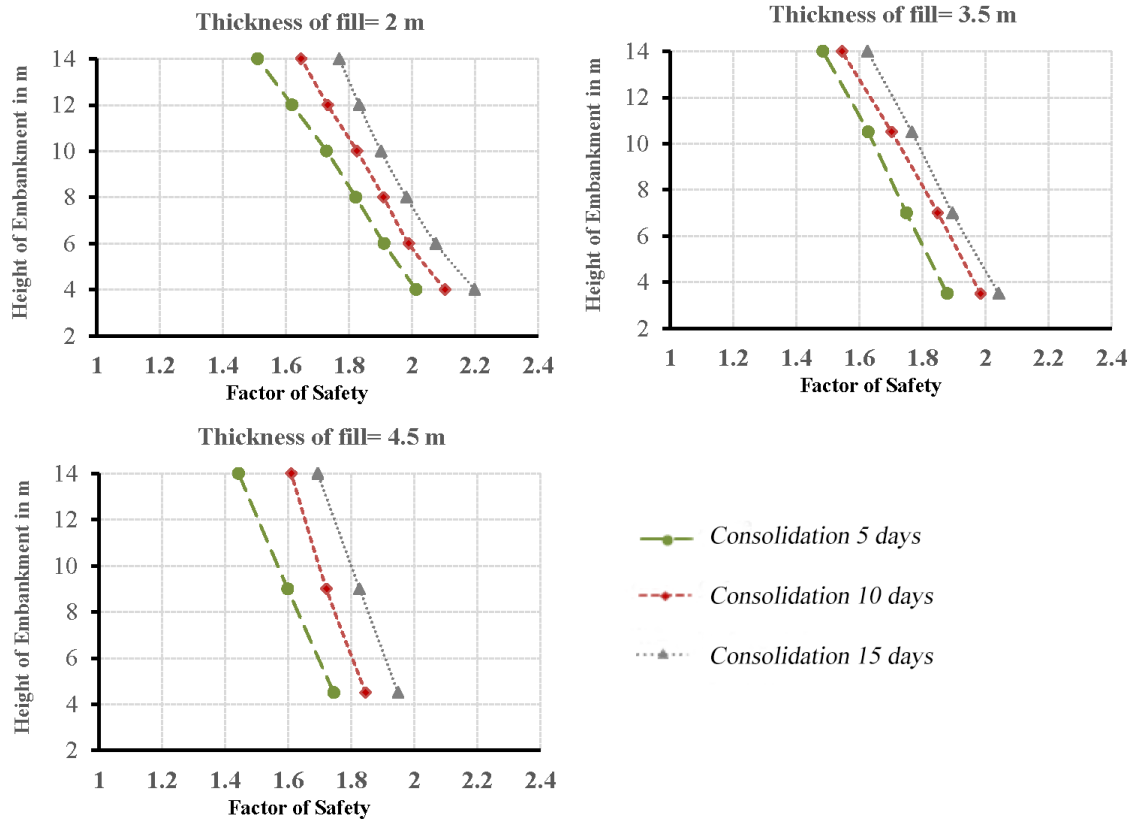 Thickness of fill= 2 m
Height of Embankment in m
14
12
10
8
6
4
2
1 1.2 1.4 1.6 1.8 2 2.2 2.4
Factor of Safety
Thickness of fill= 3.5 m
Height of Embankment in m
14
12
10
8
6
4
2
1 1.2 1.4 1.6 1.8 2 2.2 2.4
Factor of Safety
Thickness of fill= 4.5 m
Height of Embankment in m
14
12
10
8
6
4
2
1 1.2 1.4 1.6 1.8 2 2.2 2.4
Factor of Safety
Consolidation 5 days
Consolidation 10 days
Consolidation 15 days